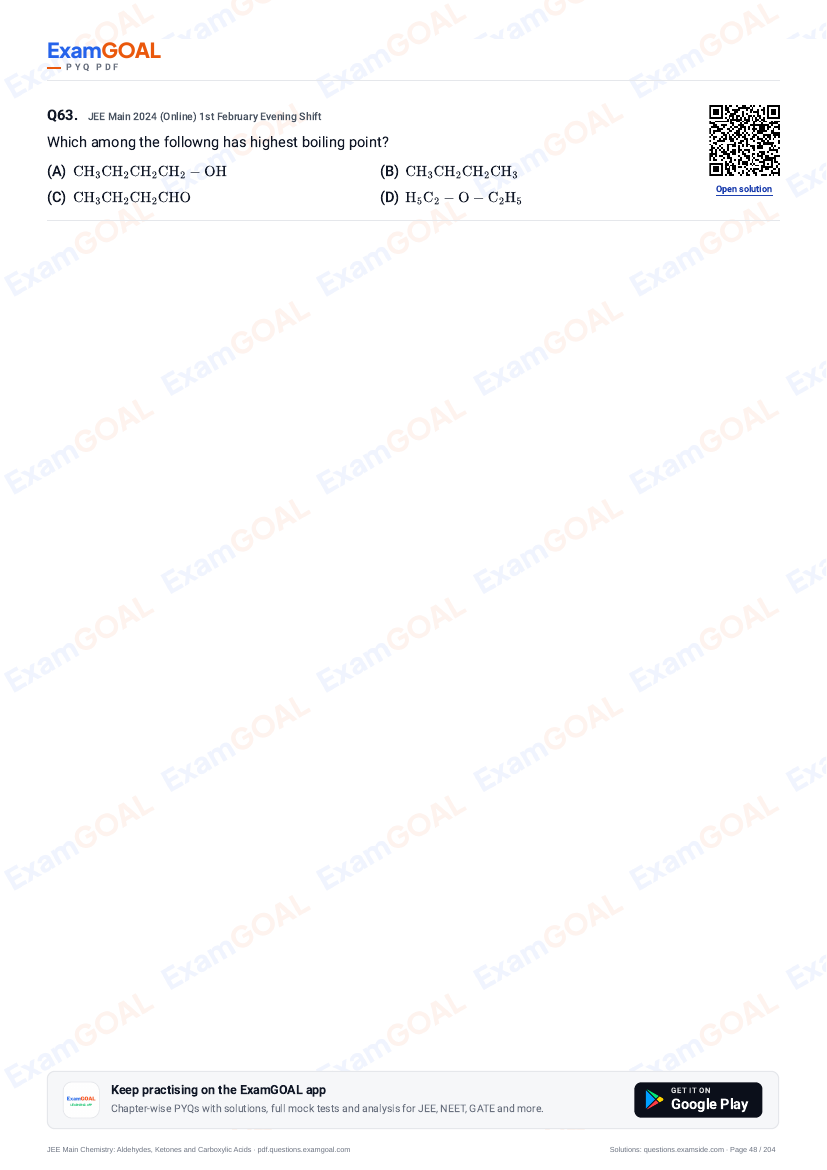 ExamGOAL
PYQ PDF
Q63. JEE Main 2024 (Online) 1st February Evening Shift
Which among the followng has highest boiling point?
(A) CH₃CH₂CH₂CH₂ − OH
(B) CH₃CH₂CH₂CH₃
(C) CH₃CH₂CH₂CHO
(D) H₅C₂ − O − C₂H₅
Open solution
Keep practising on the ExamGOAL app
Chapter-wise PYQs with solutions, full mock tests and analysis for JEE, NEET, GATE and more.
GET IT ON
Google Play
JEE Main Chemistry: Aldehydes, Ketones and Carboxylic Acids · pdf.questions.examgoal.com
Solutions: questions.examside.com · Page 48 / 204